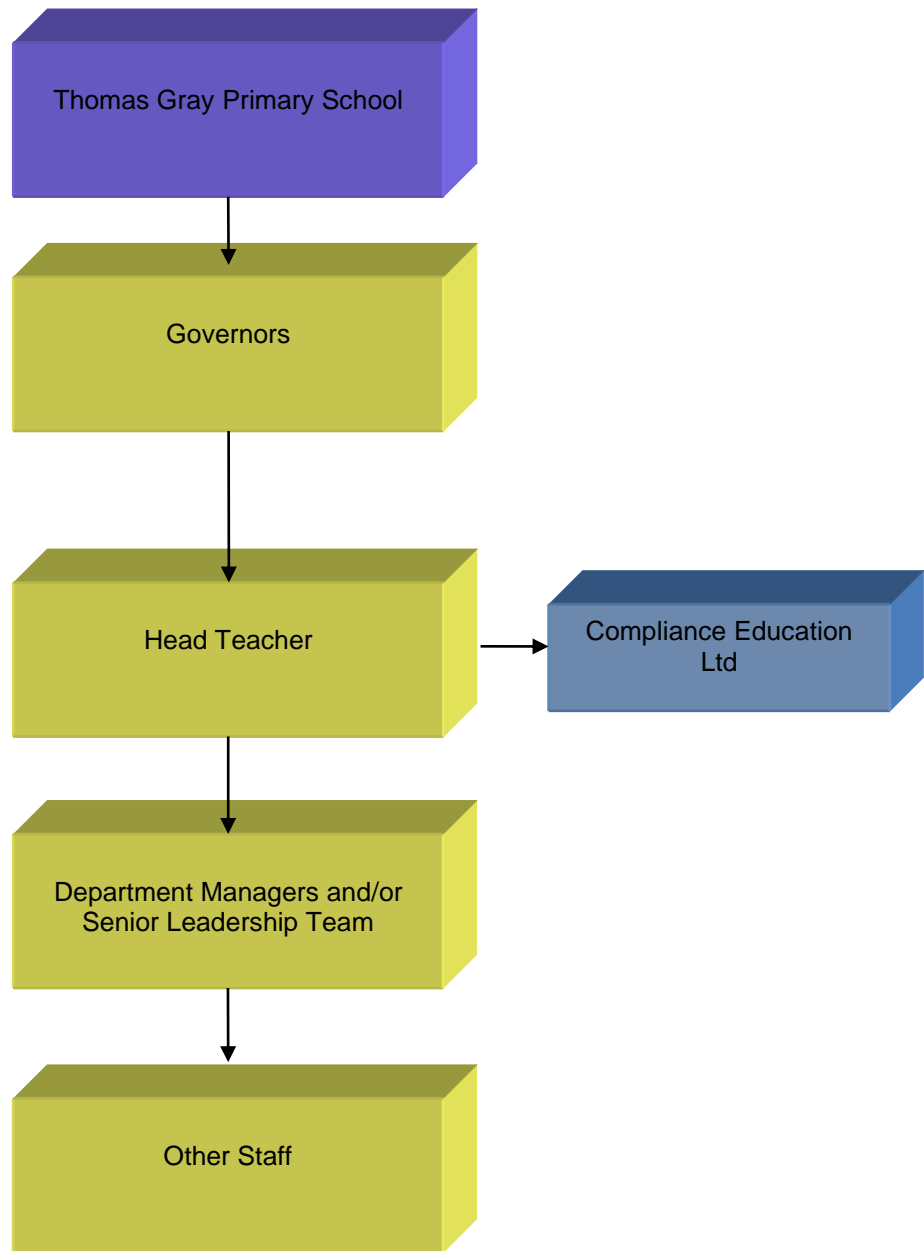 Thomas Gray Primary School
Governors
Head Teacher
Compliance Education
Ltd
Department Managers and/or
Senior Leadership Team
Other Staff